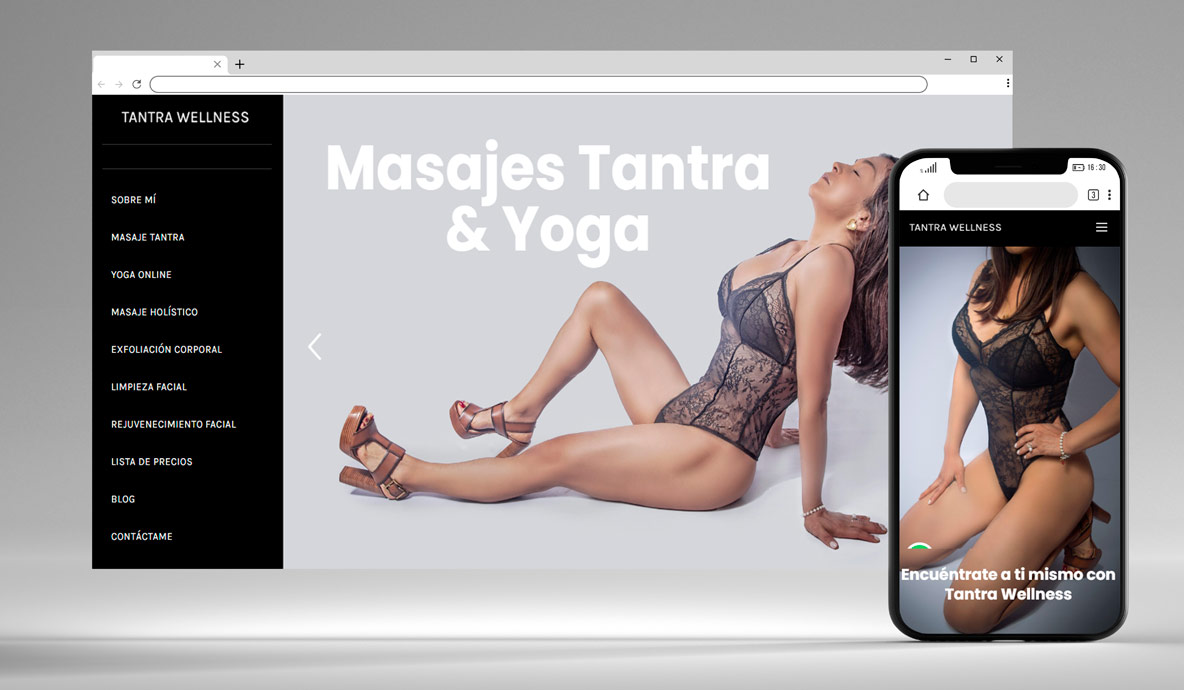 TANTRA WELLNESS
SOBRE MÍ
MASAJE TANTRA
YOGA ONLINE
MASAJE HOLÍSTICO
EXFOLIACIÓN CORPORAL
LIMPIEZA FACIAL
REJUVENECIMIENTO FACIAL
LISTA DE PRECIOS
BLOG
CONTÁCTAME
Masajes Tantra
& Yoga
16:30
3
TANTRA WELLNESS
Encuéntrate a ti mismo con
Tantra Wellness